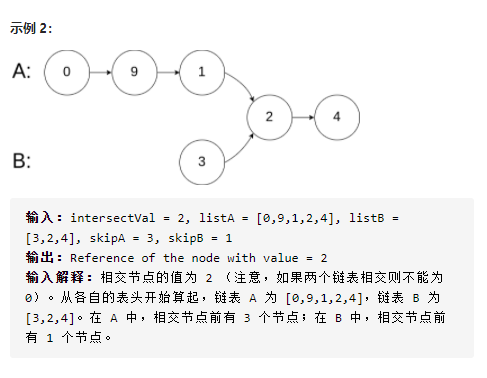 示例 2：
A: 0 9 1
2 4
B: 3
输入：intersectVal = 2, listA = [0,9,1,2,4], listB =
[3,2,4], skipA = 3, skipB = 1
输出：Reference of the node with value = 2
输入解释：相交节点的值为 2 （注意，如果两个链表相交则不能为
0）。从各自的表头开始算起，链表 A 为 [0,9,1,2,4]，链表 B 为
[3,2,4]。在 A 中，相交节点前有 3 个节点；在 B 中，相交节点前
有 1 个节点。